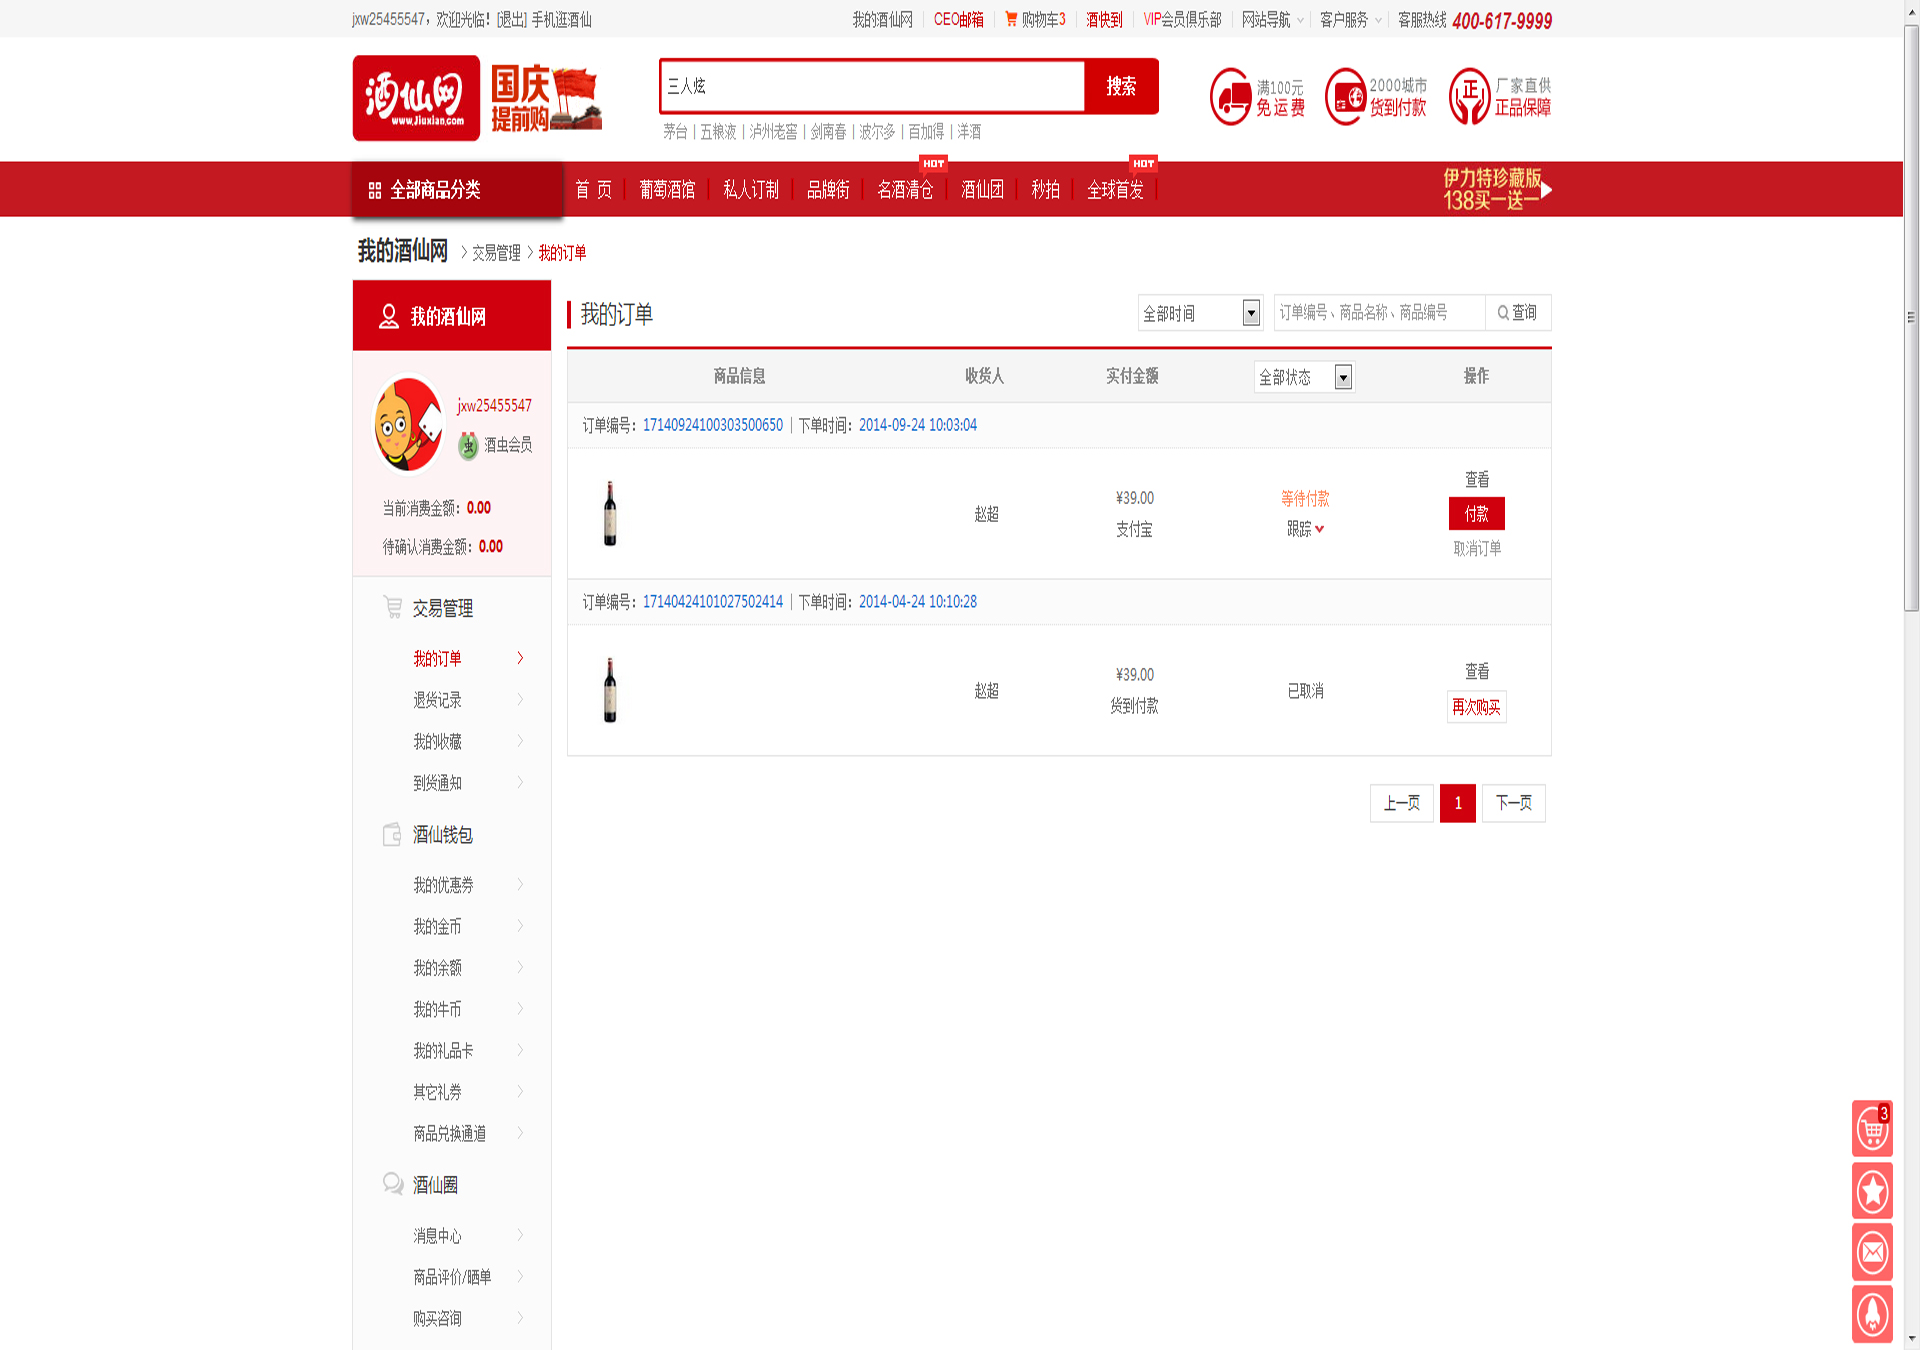 jxw25455547，欢迎光临！[退出] 手机逛酒仙
我的酒仙网 CEO邮箱 购物车3 酒快到 VIP会员俱乐部 网站导航 客户服务 客服热线 400-617-9999
酒仙网
www.Jiuxian.com
国庆
提前购
三人炫
搜索
茅台 | 五粮液 | 泸州老窖 | 剑南春 | 波尔多 | 百加得 | 洋酒
满100元
免运费
2000城市
货到付款
正
厂家直供
正品保障
HOT
HOT
全部商品分类
首 页
葡萄酒馆
私人订制
品牌街
名酒清仓
酒仙团
秒拍
全球首发
伊力特珍藏版
138买一送一
我的酒仙网 > 交易管理 > 我的订单
我的酒仙网
jxw25455547
虫 酒虫会员
当前消费金额：0.00
待确认消费金额：0.00
交易管理
我的订单
退货记录
我的收藏
到货通知
酒仙钱包
我的优惠券
我的金币
我的余额
我的牛币
我的礼品卡
其它礼券
商品兑换通道
酒仙圈
消息中心
商品评价/晒单
购买咨询
我的订单
全部时间
订单编号、商品名称、商品编号
查询
商品信息 收货人 实付金额 全部状态 操作
订单编号：17140924100303500650 | 下单时间：2014-09-24 10:03:04
赵超
¥39.00
支付宝
等待付款
跟踪
查看
付款
取消订单
订单编号：17140424101027502414 | 下单时间：2014-04-24 10:10:28
赵超
¥39.00
货到付款
已取消
查看
再次购买
上一页 1 下一页
3